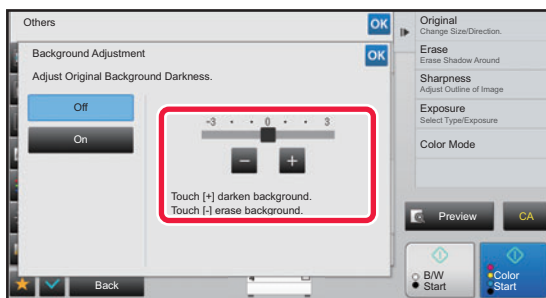 Others
OK
Background Adjustment
OK
Adjust Original Background Darkness.
Off
On
-3 0 3
− +
Touch [+] darken background.
Touch [-] erase background.
Back
Original
Change Size/Direction.
Erase
Erase Shadow Around
Sharpness
Adjust Outline of Image
Exposure
Select Type/Exposure
Color Mode
Preview
CA
B/W
Start
Color
Start